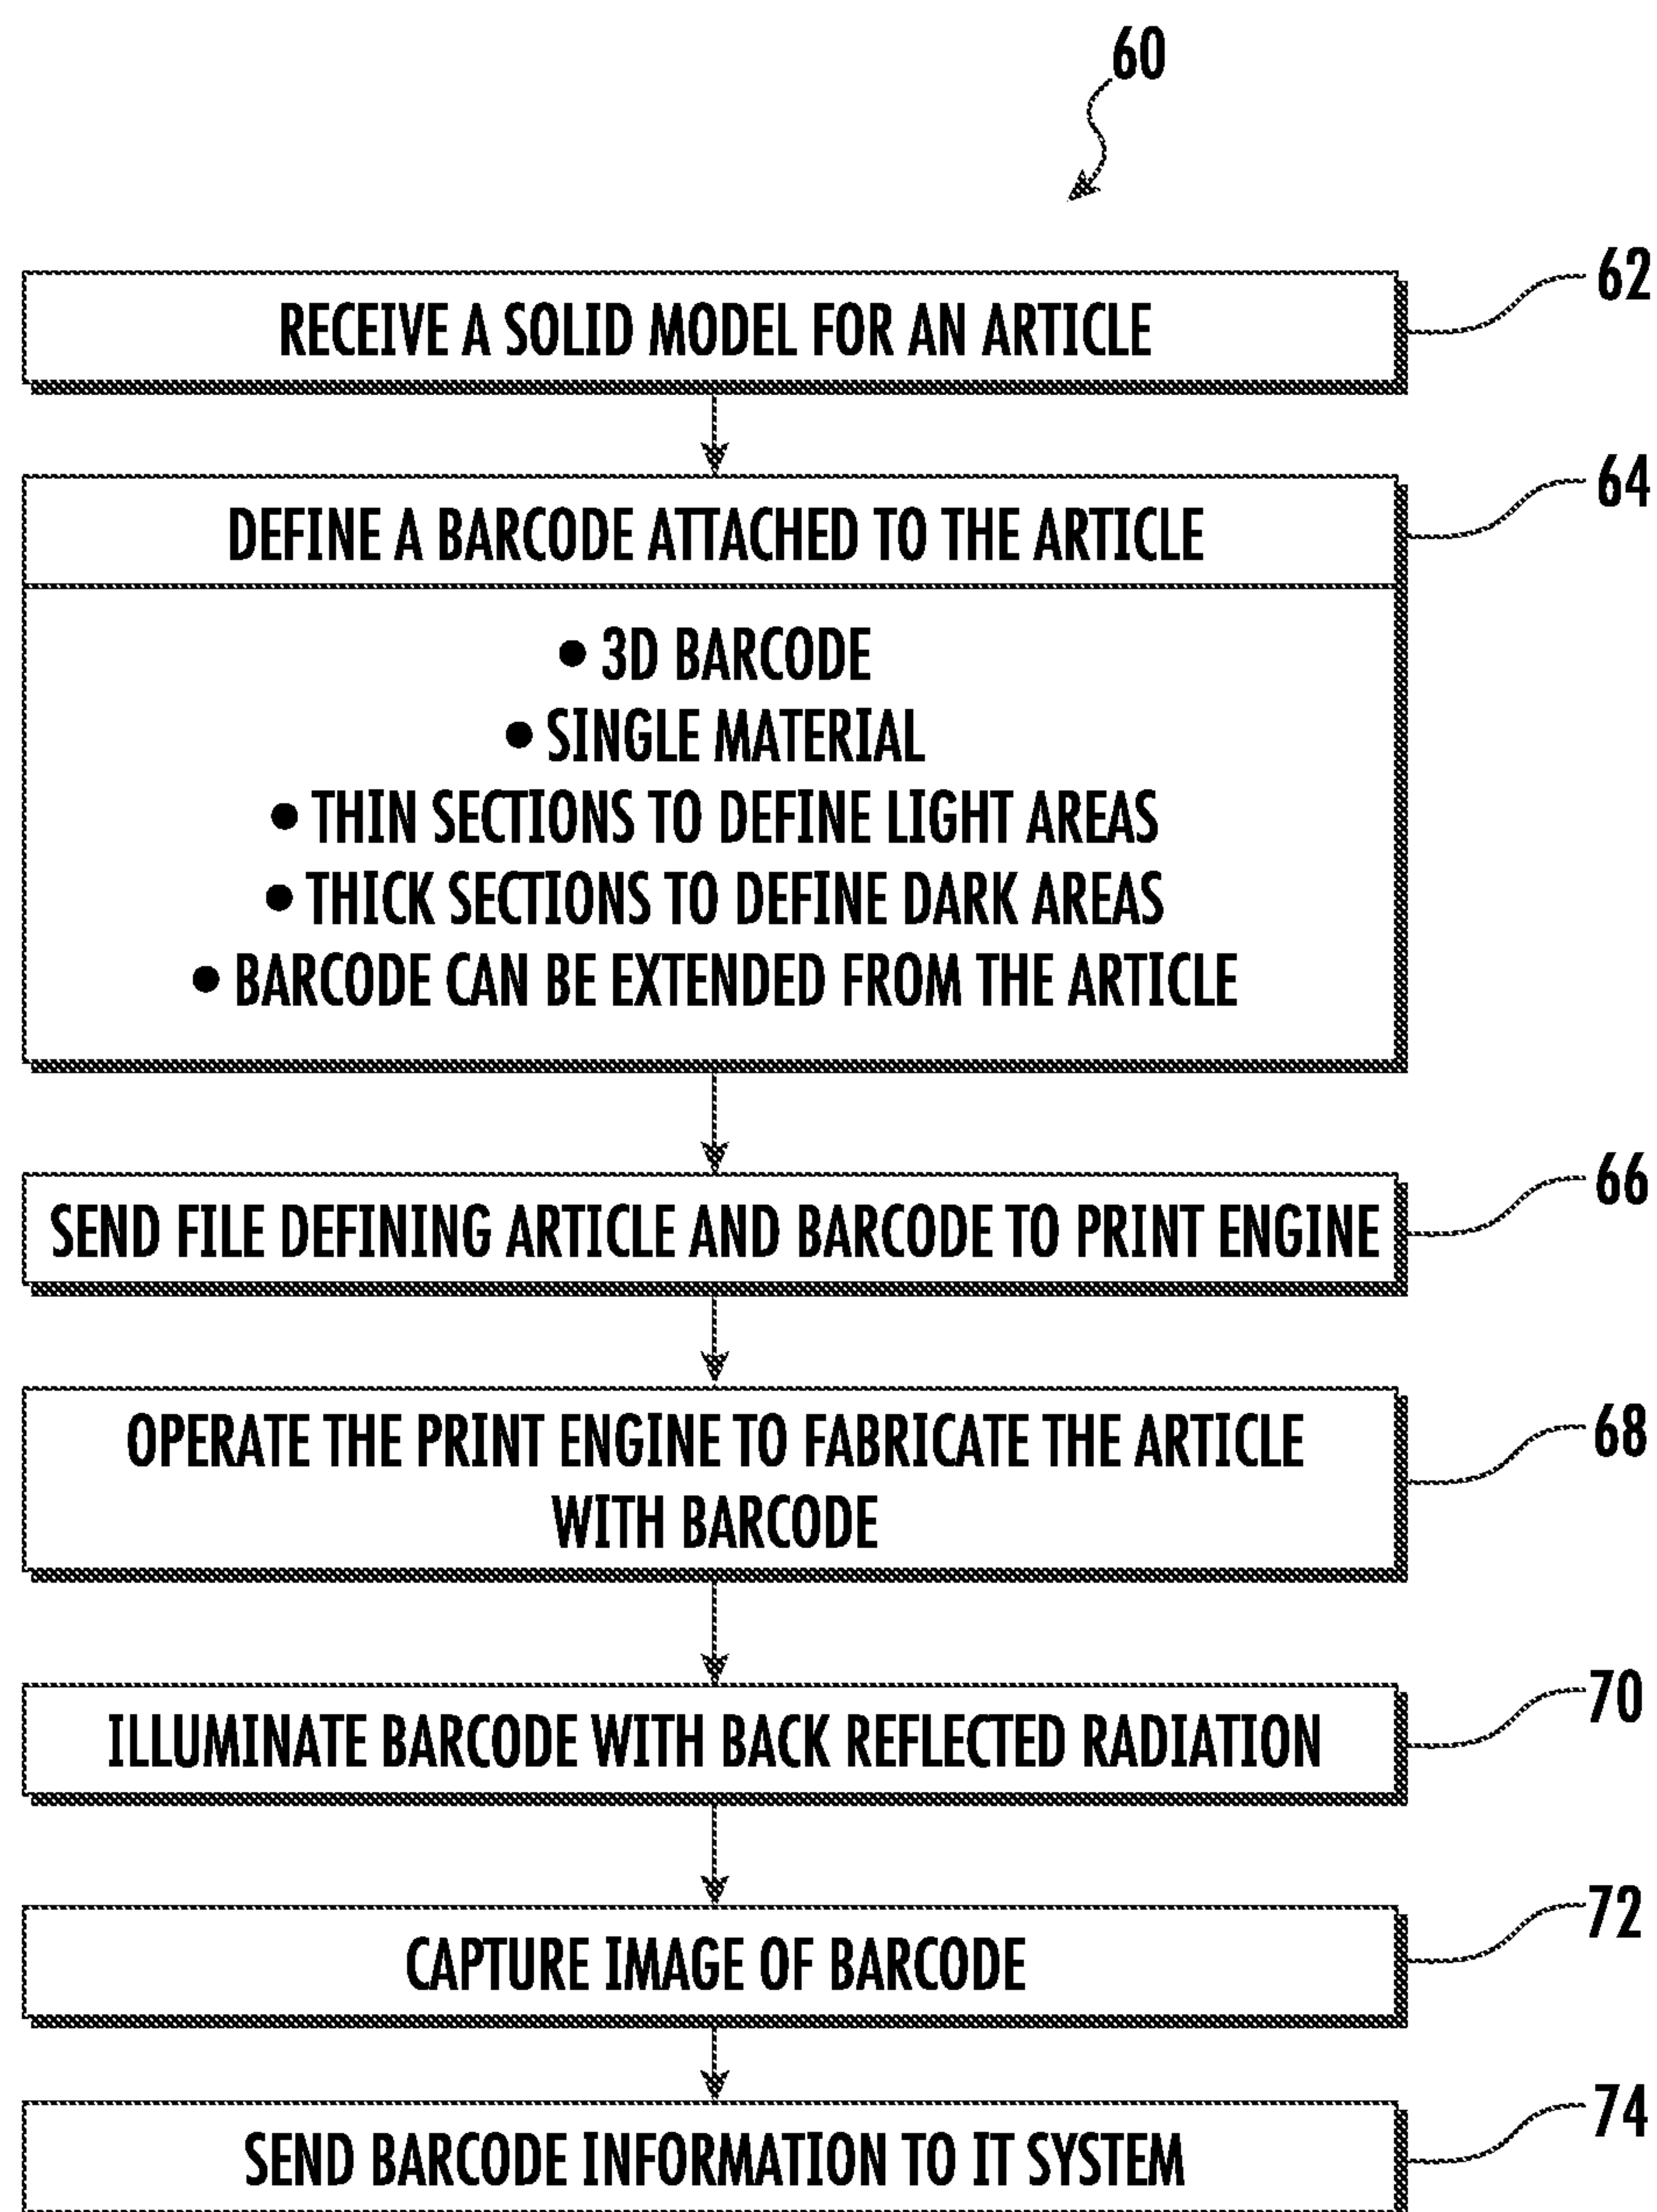 60
RECEIVE A SOLID MODEL FOR AN ARTICLE
62
DEFINE A BARCODE ATTACHED TO THE ARTICLE
64
● 3D BARCODE
● SINGLE MATERIAL
● THIN SECTIONS TO DEFINE LIGHT AREAS
● THICK SECTIONS TO DEFINE DARK AREAS
● BARCODE CAN BE EXTENDED FROM THE ARTICLE
SEND FILE DEFINING ARTICLE AND BARCODE TO PRINT ENGINE
66
OPERATE THE PRINT ENGINE TO FABRICATE THE ARTICLE
WITH BARCODE
68
ILLUMINATE BARCODE WITH BACK REFLECTED RADIATION
70
CAPTURE IMAGE OF BARCODE
72
SEND BARCODE INFORMATION TO IT SYSTEM
74